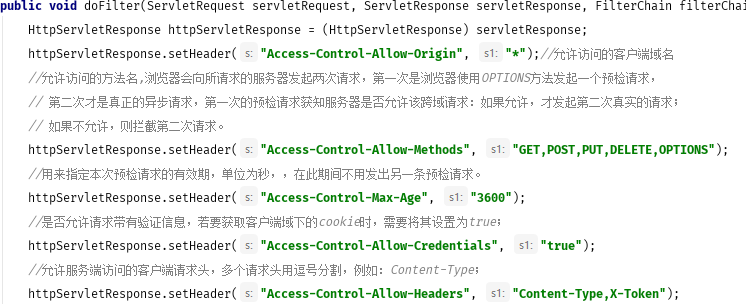 public void doFilter(ServletRequest servletRequest, ServletResponse servletResponse, FilterChain filterChai
HttpServletResponse httpServletResponse = (HttpServletResponse) servletResponse;
httpServletResponse.setHeader( s: "Access-Control-Allow-Origin", s1: "*");//允许访问的客户端域名
//允许访问的方法名,浏览器会向所请求的服务器发起两次请求，第一次是浏览器使用OPTIONS方法发起一个预检请求，
// 第二次才是真正的异步请求，第一次的预检请求获知服务器是否允许该跨域请求：如果允许，才发起第二次真实的请求；
// 如果不允许，则拦截第二次请求。
httpServletResponse.setHeader( s: "Access-Control-Allow-Methods", s1: "GET,POST,PUT,DELETE,OPTIONS");
//用来指定本次预检请求的有效期，单位为秒，，在此期间不用发出另一条预检请求。
httpServletResponse.setHeader( s: "Access-Control-Max-Age", s1: "3600");
//是否允许请求带有验证信息，若要获取客户端域下的cookie时，需要将其设置为true；
httpServletResponse.setHeader( s: "Access-Control-Allow-Credentials", s1: "true");
//允许服务端访问的客户端请求头，多个请求头用逗号分割，例如：Content-Type；
httpServletResponse.setHeader( s: "Access-Control-Allow-Headers", s1: "Content-Type,X-Token");